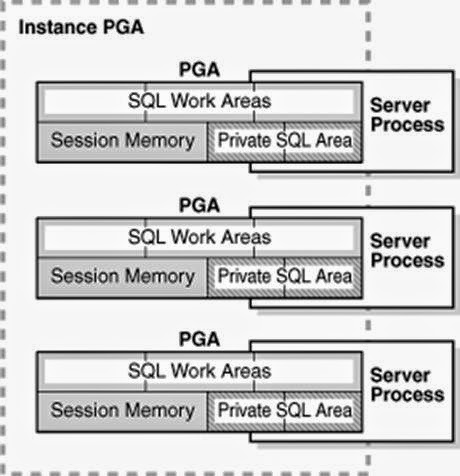 Instance PGA
PGA
SQL Work Areas
Server
Process
Session Memory
Private SQL Area
PGA
SQL Work Areas
Server
Process
Session Memory
Private SQL Area
PGA
SQL Work Areas
Server
Process
Session Memory
Private SQL Area